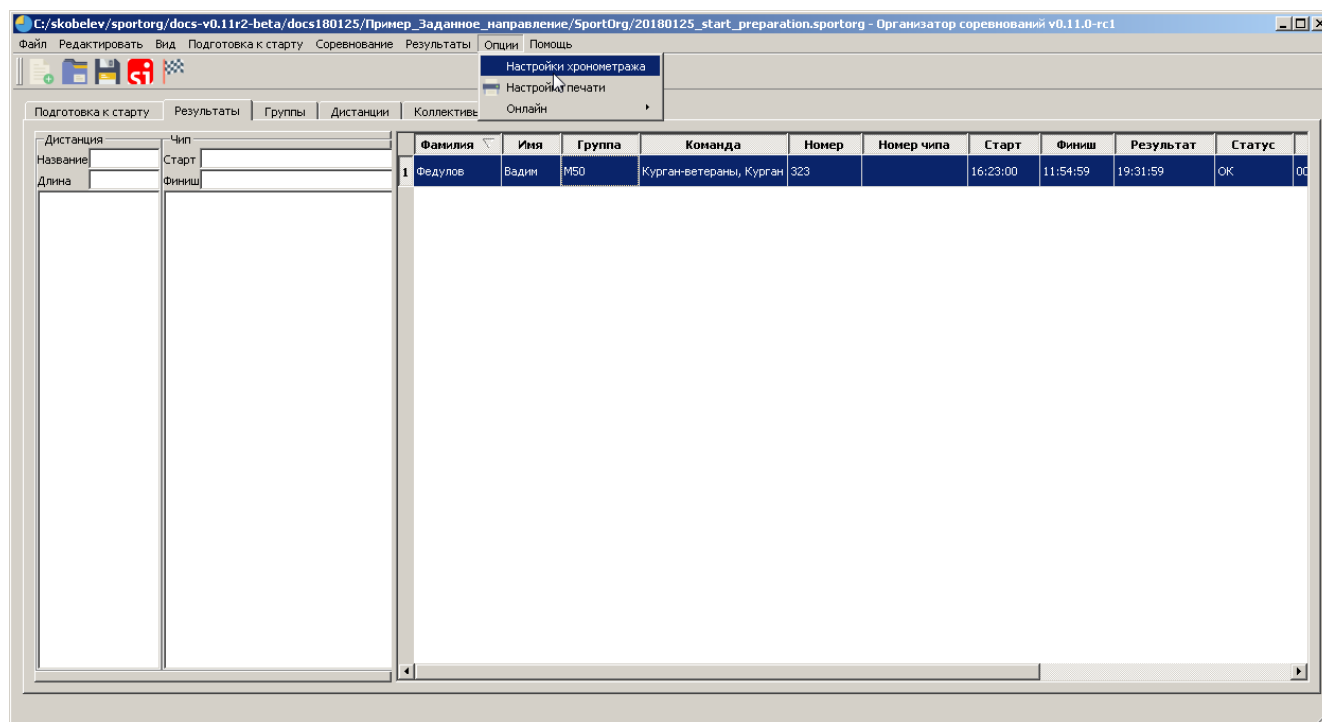 C:/skobelev/sportorg/docs-v0.11r2-beta/docs180125/Пример_Заданное_направление/SportOrg/20180125_start_preparation.sportorg - Организатор соревнований v0.11.0-rc1
Файл Редактировать Вид Подготовка к старту Соревнование Результаты Опции Помощь
Настройки хронометража
Настройки печати
Онлайн
Подготовка к старту Результаты Группы Дистанции Коллективы
Дистанция Чип
Название Старт
Длина Финиш
Фамилия Имя Группа Команда Номер Номер чипа Старт Финиш Результат Статус
1 Федулов Вадим М50 Курган-ветераны, Курган 323 16:23:00 11:54:59 19:31:59 ОК 00